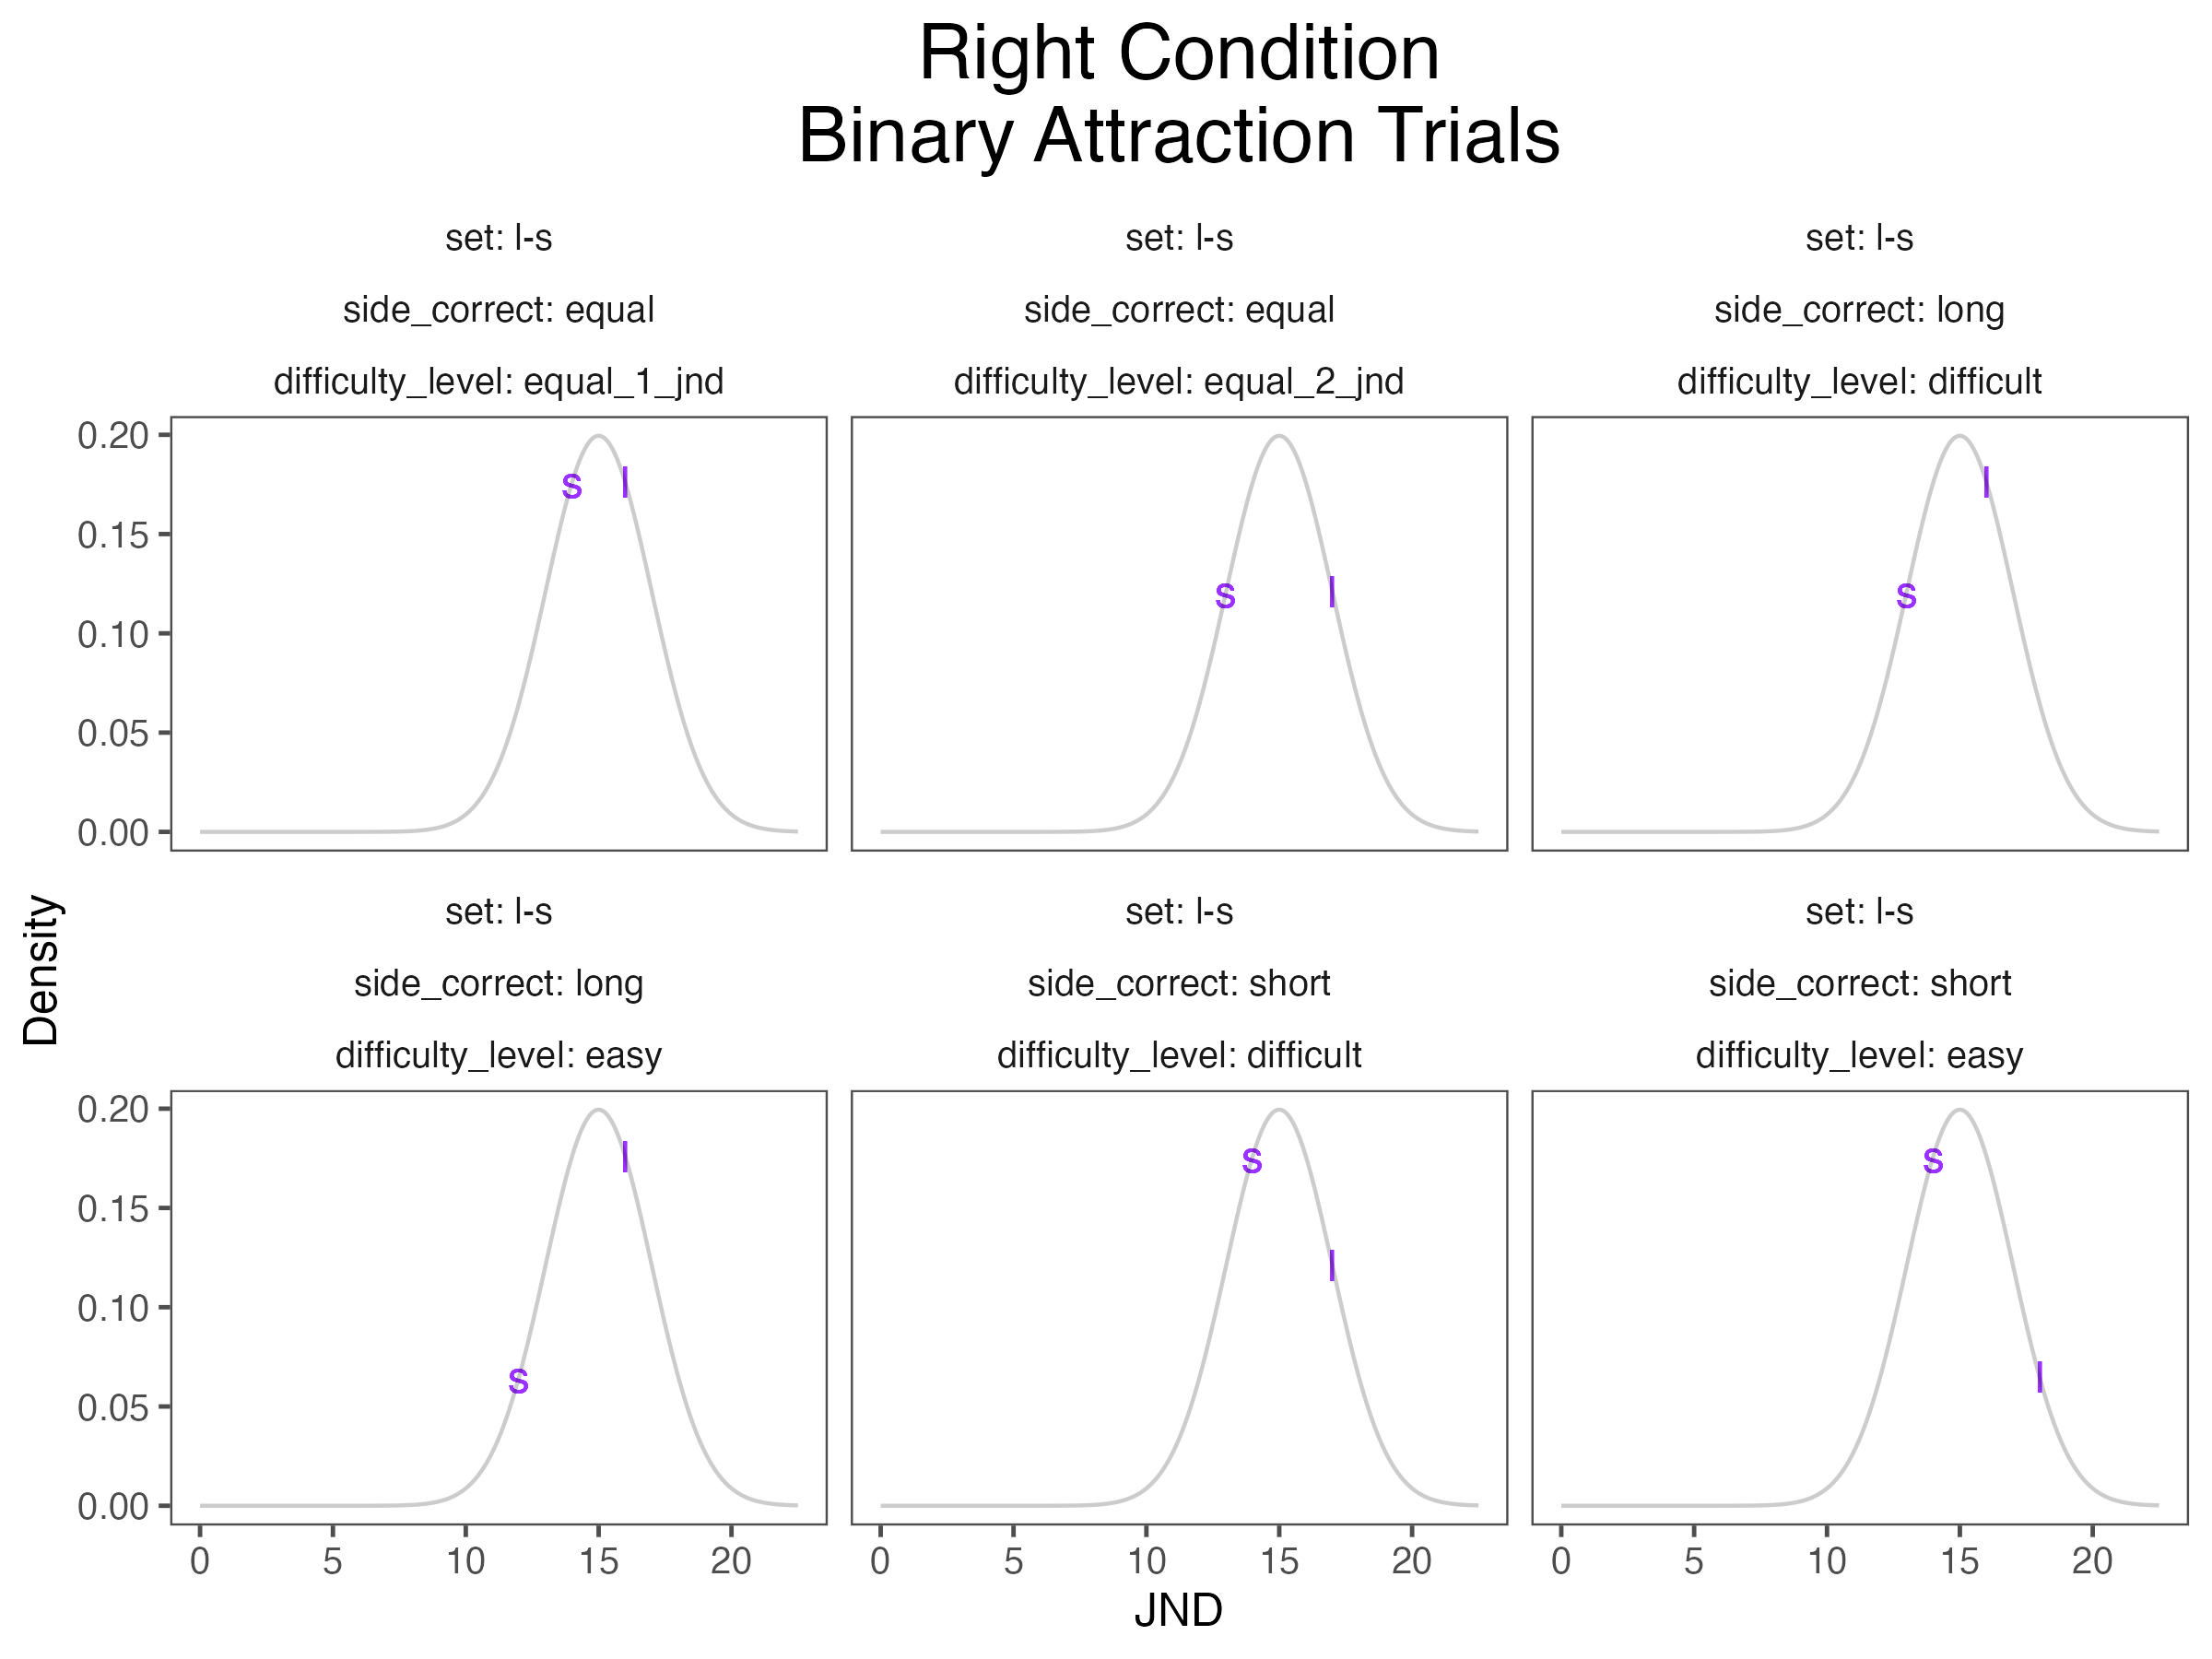 Right Condition
Binary Attraction Trials
set: l-s
side_correct: equal
difficulty_level: equal_1_jnd
set: l-s
side_correct: equal
difficulty_level: equal_2_jnd
set: l-s
side_correct: long
difficulty_level: difficult
0.20
0.15
0.10
0.05
0.00
s
l
s
l
s
l
Density
set: l-s
side_correct: long
difficulty_level: easy
set: l-s
side_correct: short
difficulty_level: difficult
set: l-s
side_correct: short
difficulty_level: easy
0.20
0.15
0.10
0.05
0.00
s
l
s
l
s
l
0 5 10 15 20
0 5 10 15 20
0 5 10 15 20
JND